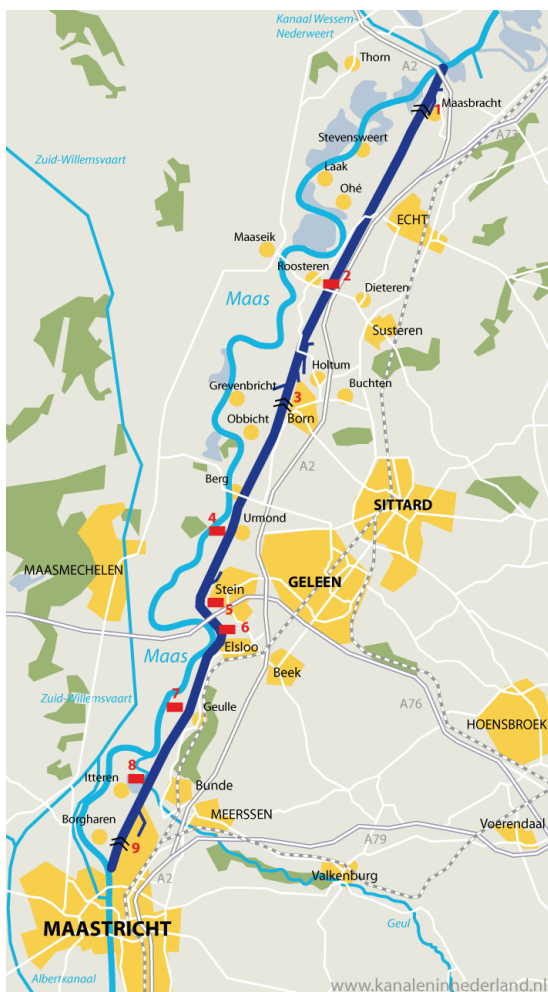 Kanaal Wessem-
Nederweert
Thorn
A2
Maasbracht
1
A73
Stevensweert
Zuid-Willemsvaart
Laak
Ohé
ECHT
Maaseik
Roosteren
2
Dieteren
Maas
Susteren
Holtum
Grevenbricht
Buchten
3
Obbicht
Born
A2
Berg
SITTARD
4
Urmond
MAASMECHELEN
GELEEN
Stein
5
6
Elsloo
Maas
Beek
Zuid-Willemsvaart
7
A76
Geulle
HOENSBROEK
8
Itteren
Bunde
MEERSSEN
Borgharen
Voerendaal
9
A79
A2
Valkenburg
MAASTRICHT
Geul
Albertkanaal
www.kanaleninnederland.nl